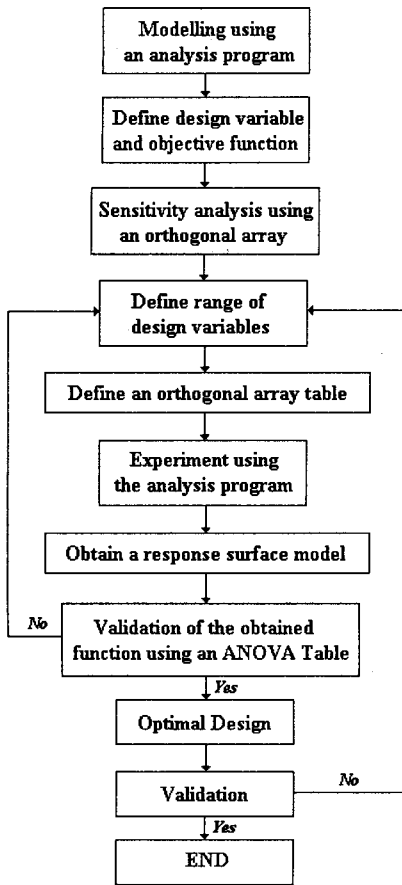 Modelling using
an analysis program
Define design variable
and objective function
Sensitivity analysis using
an orthogonal array
Define range of
design variables
Define an orthogonal array table
Experiment using
the analysis program
Obtain a response surface model
No
Validation of the obtained
function using an ANOVA Table
Yes
Optimal Design
Validation
No
Yes
END